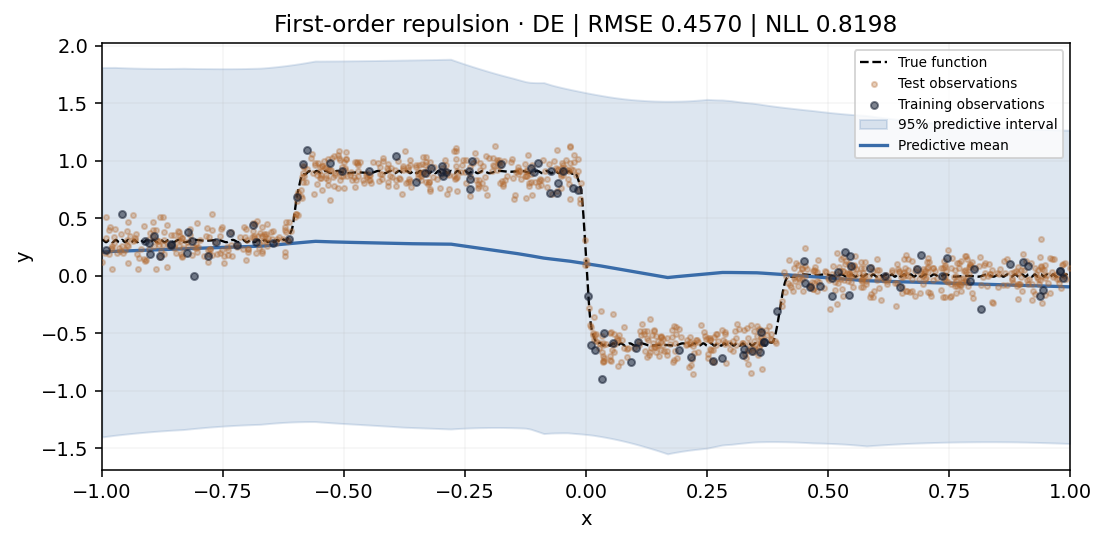 First-order repulsion · DE | RMSE 0.4570 | NLL 0.8198
True function
Test observations
Training observations
95% predictive interval
Predictive mean
y
2.0
1.5
1.0
0.5
0.0
−0.5
−1.0
−1.5
−1.00 −0.75 −0.50 −0.25 0.00 0.25 0.50 0.75 1.00
x